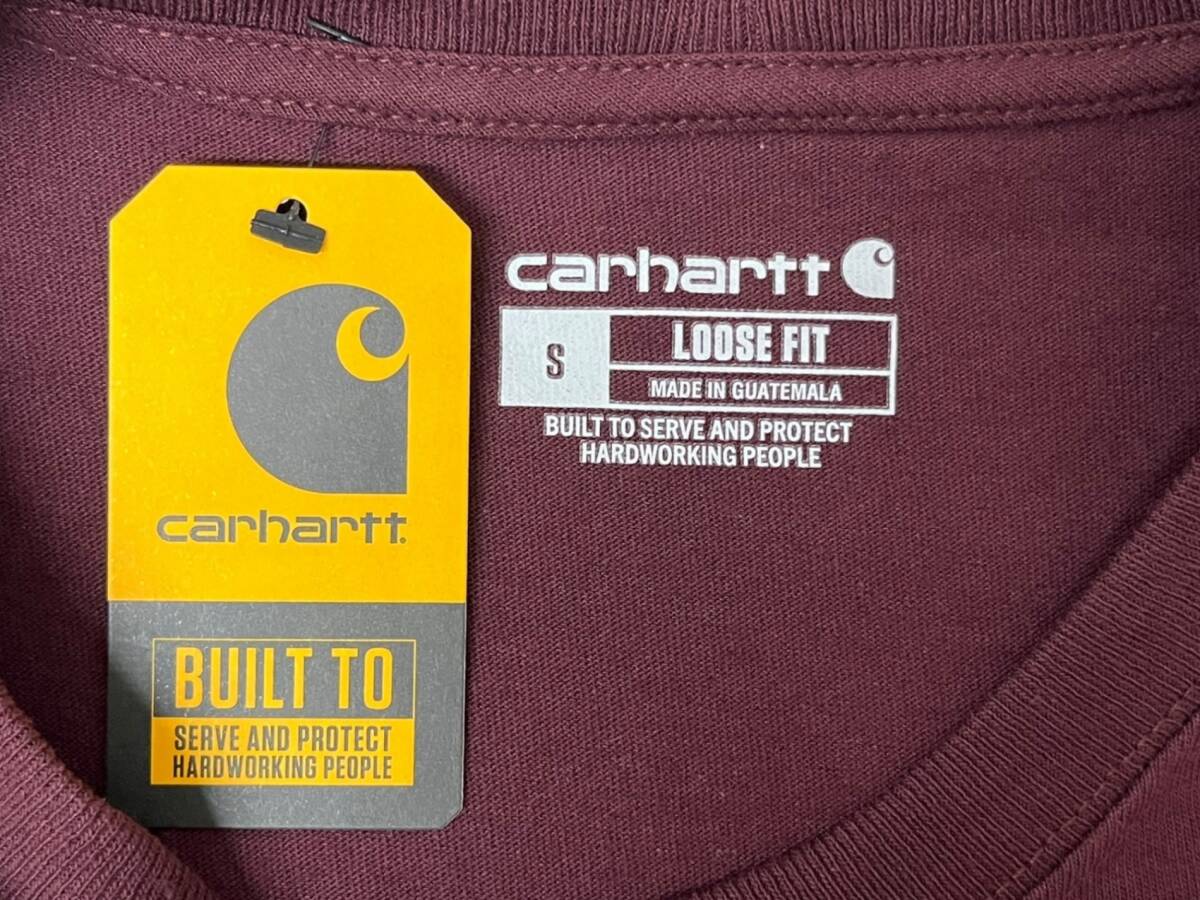 carhartt
BUILT TO
SERVE AND PROTECT
HARDWORKING PEOPLE
carhartt
S
LOOSE FIT
MADE IN GUATEMALA
BUILT TO SERVE AND PROTECT
HARDWORKING PEOPLE